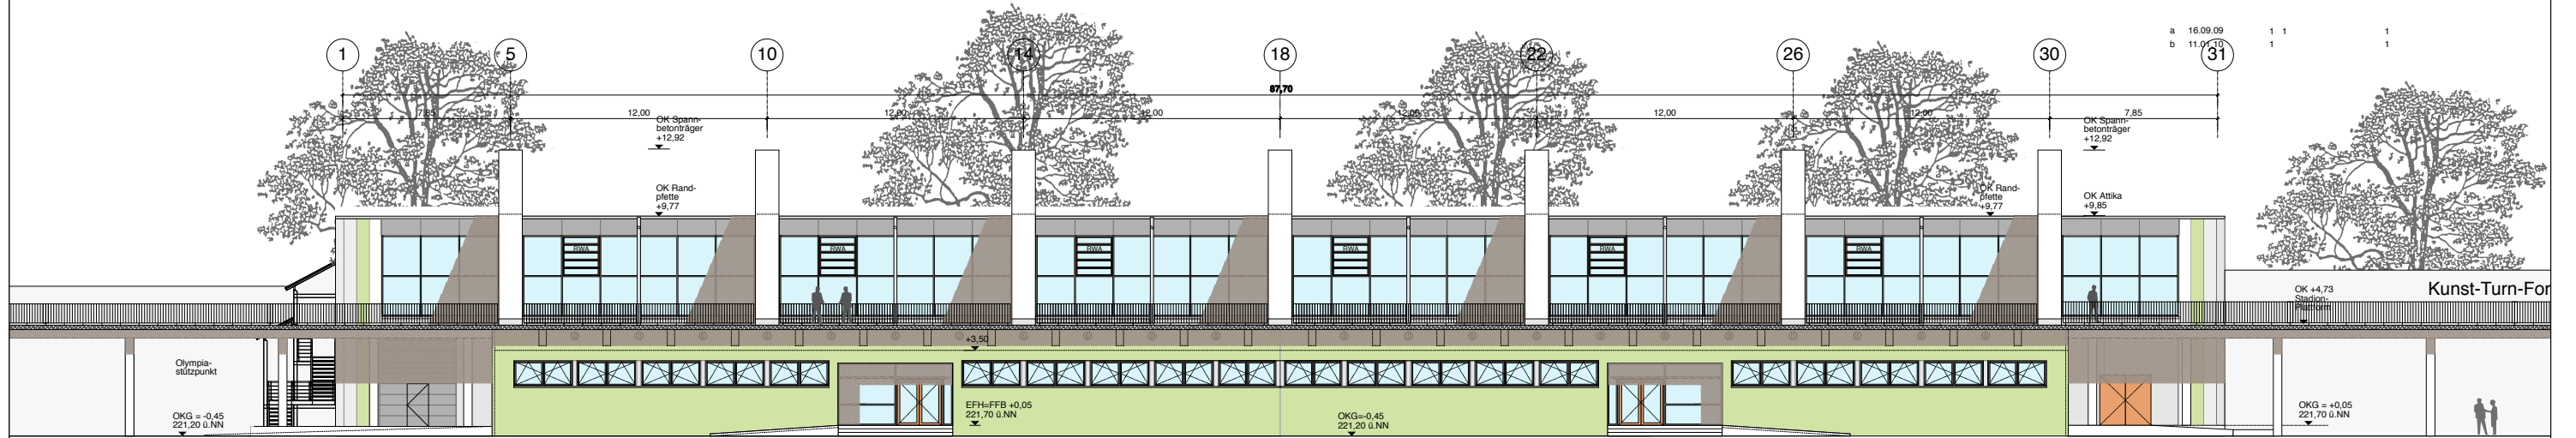 a 16.09.09 1 1 1
b 11.01.10 1 1
1 5 10 14 18 22 26 30 31
87,70
7,85 12,00 12,00 12,00 12,00 12,00 12,00 7,85
OK Spann-
betonträger
+12,92
OK Spann-
betonträger
+12,92
OK Rand-
pfette
+9,77
OK Rand-
pfette
+9,77
OK Attika
+9,85
RWA RWA RWA RWA RWA RWA
OK +4,73
Stadion-
Plattform
Kunst-Turn-For
+3,50
Olympia-
stützpunkt
OKG = -0,45
221,20 ü.NN
EFH=FFB +0,05
221,70 ü.NN
OKG=-0,45
221,20 ü.NN
OKG = +0,05
221,70 ü.NN